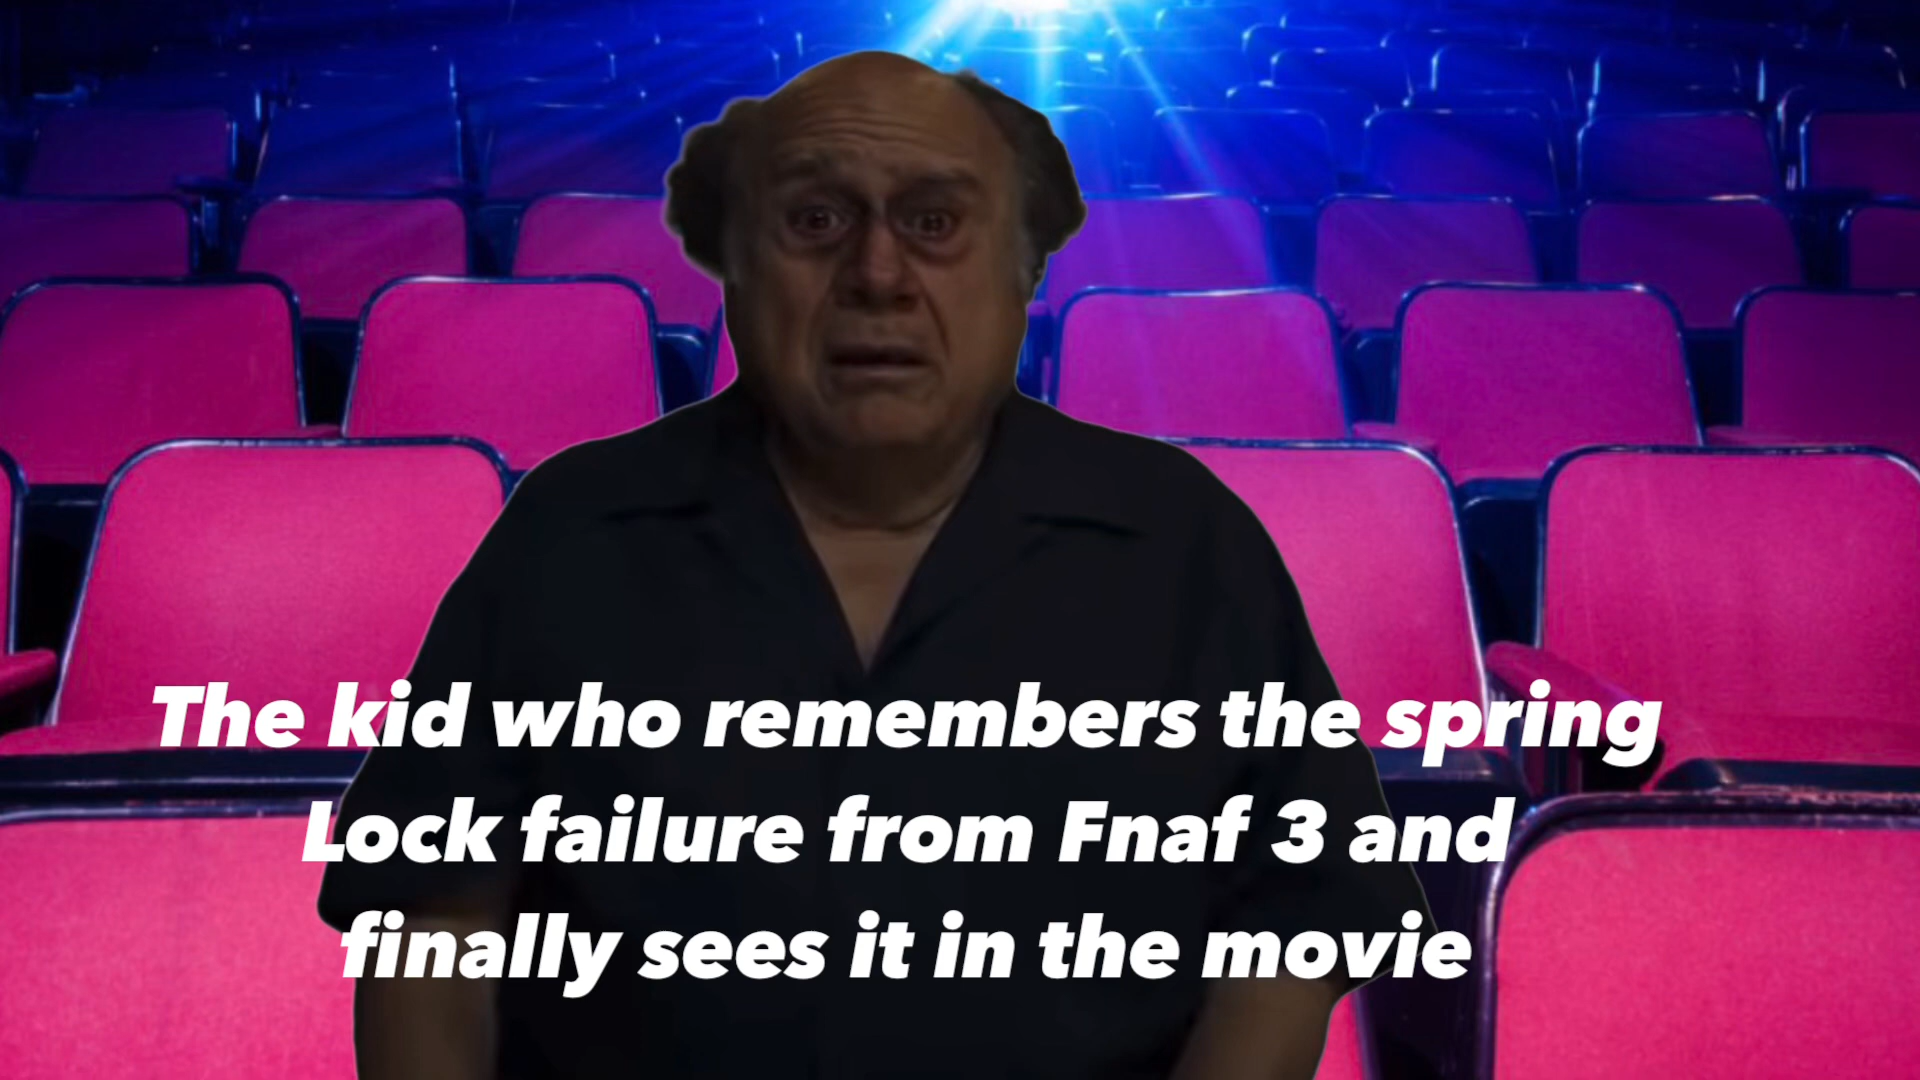 The kid who remembers the spring
Lock failure from Fnaf 3 and
finally sees it in the movie